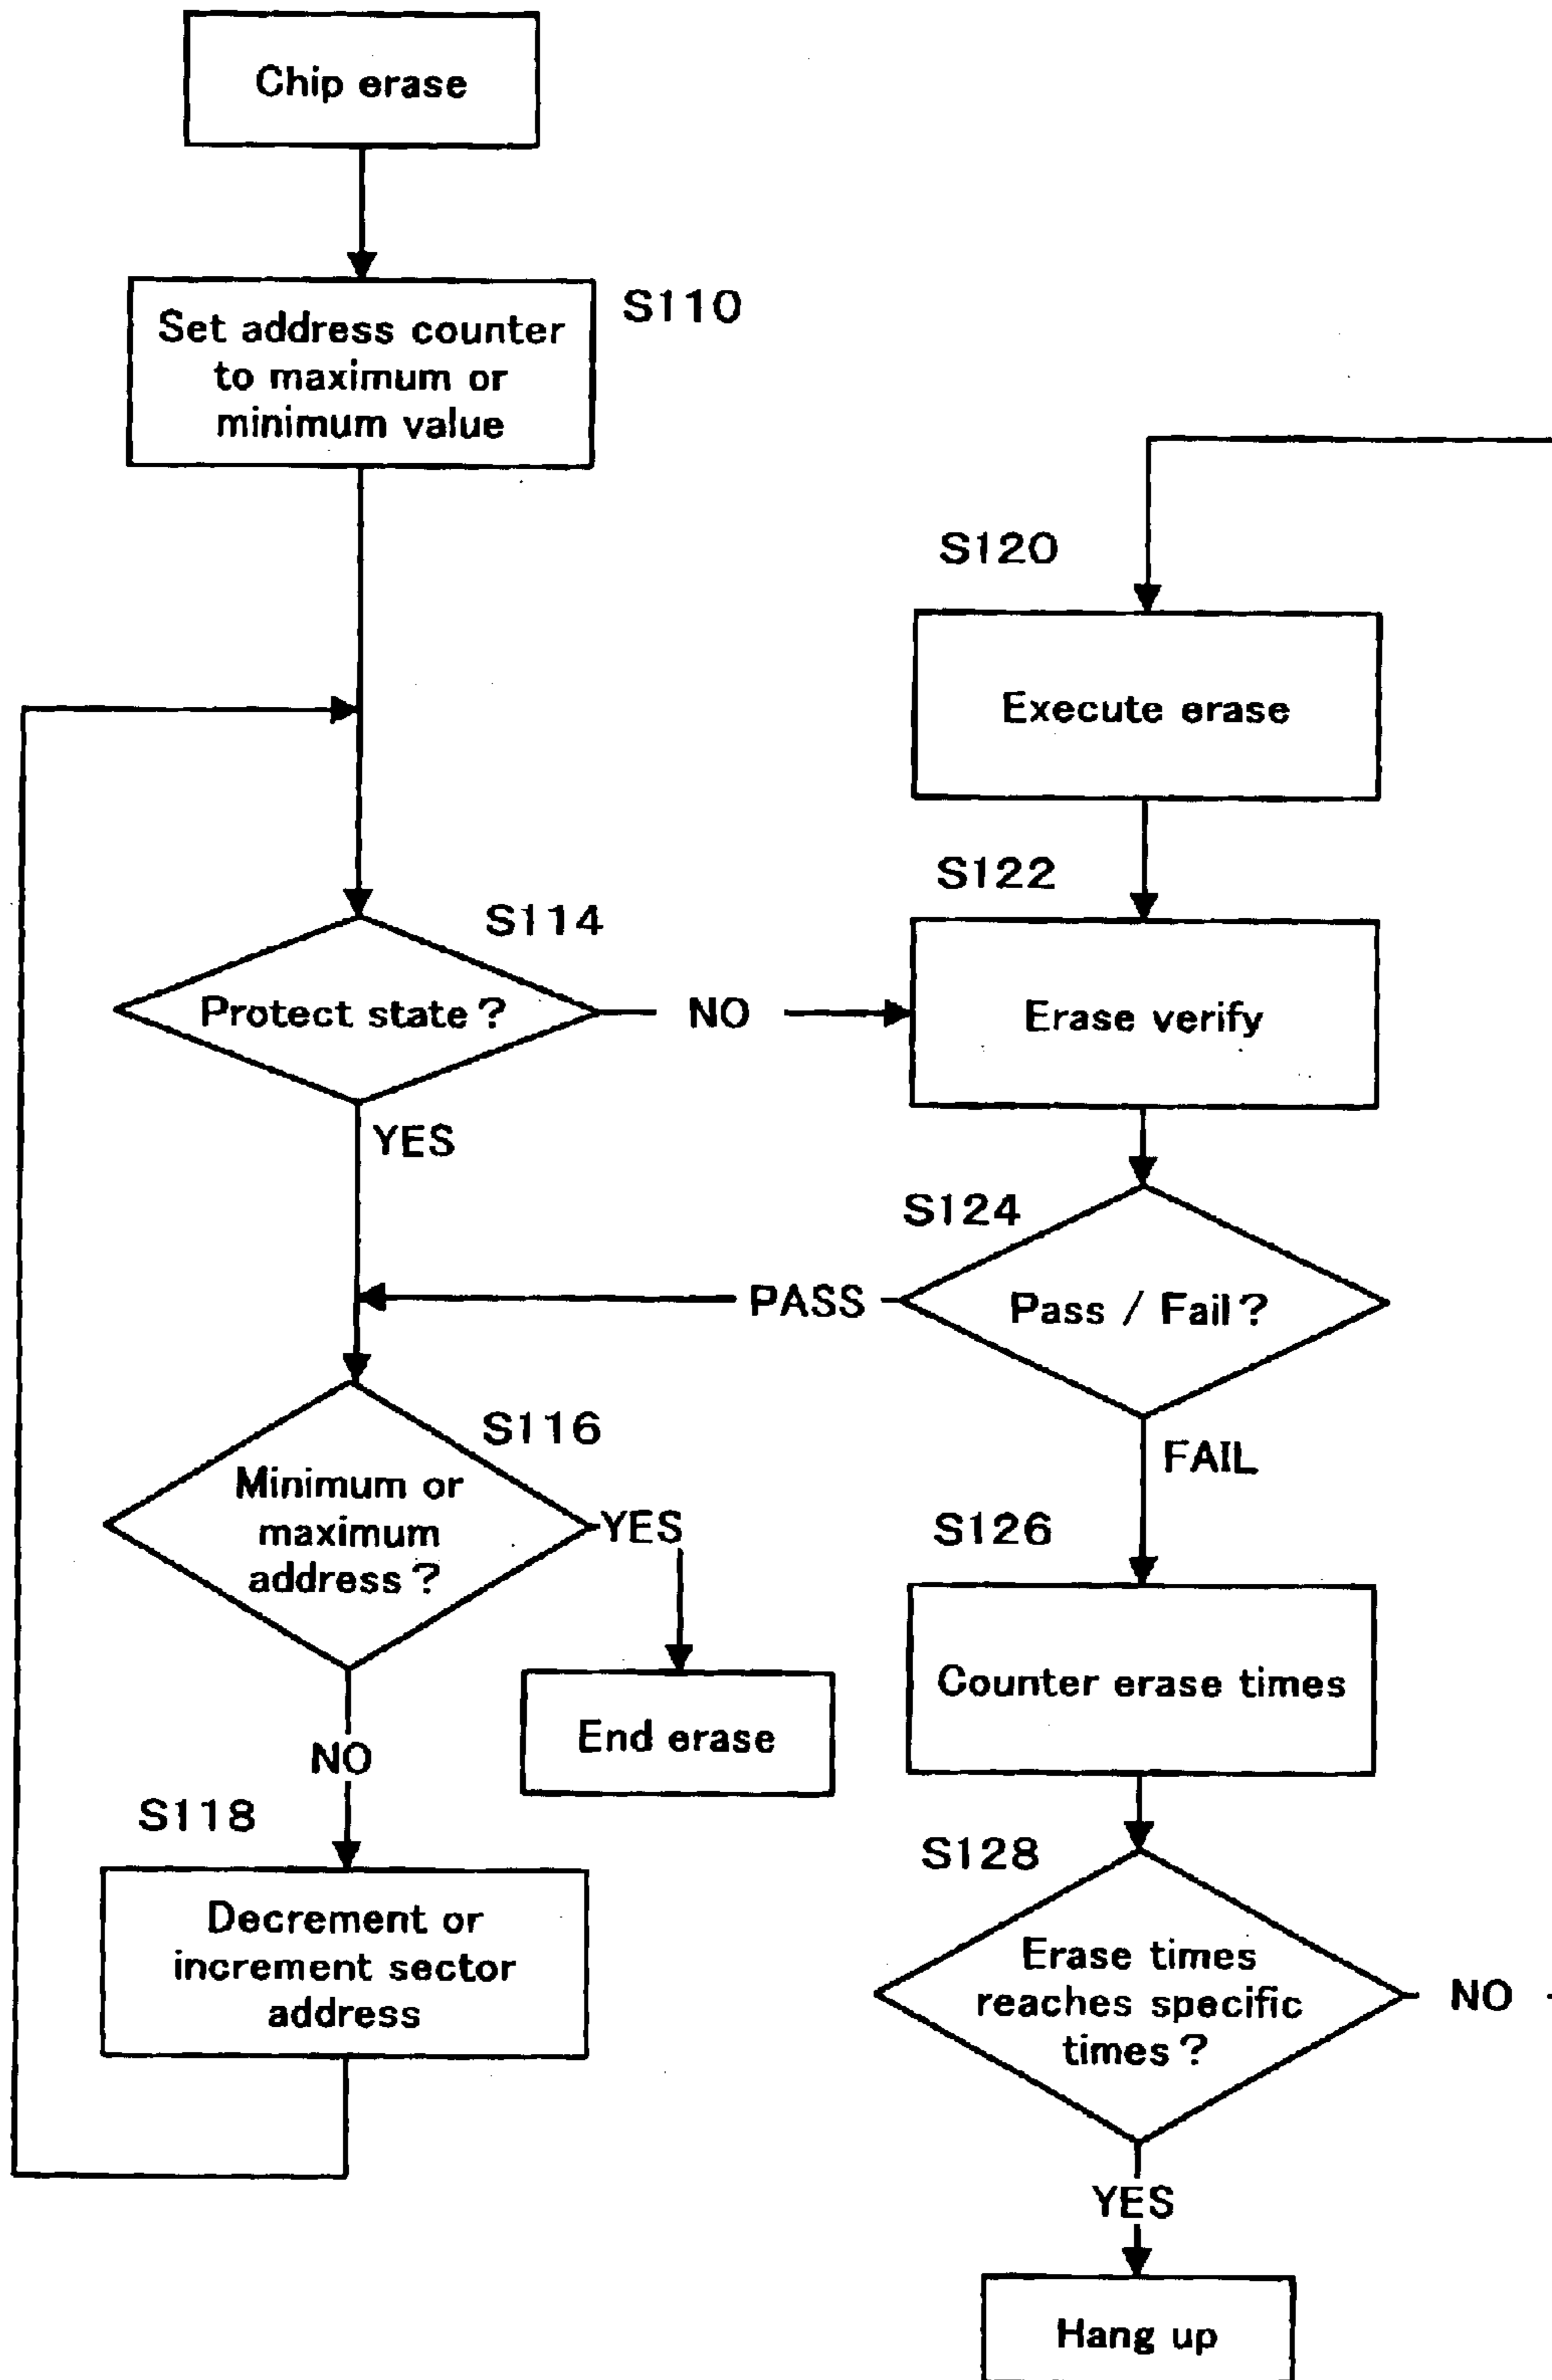 Chip erase
S110
Set address counter
to maximum or
minimum value
S120
Execute erase
S122
S114
Protect state?
NO
Erase verify
YES
S124
PASS
Pass / Fail?
S116
FAIL
Minimum or
maximum
address?
YES
S126
Counter erase times
End erase
NO
S118
S128
Decrement or
increment sector
address
Erase times
reaches specific
times?
NO
YES
Hang up